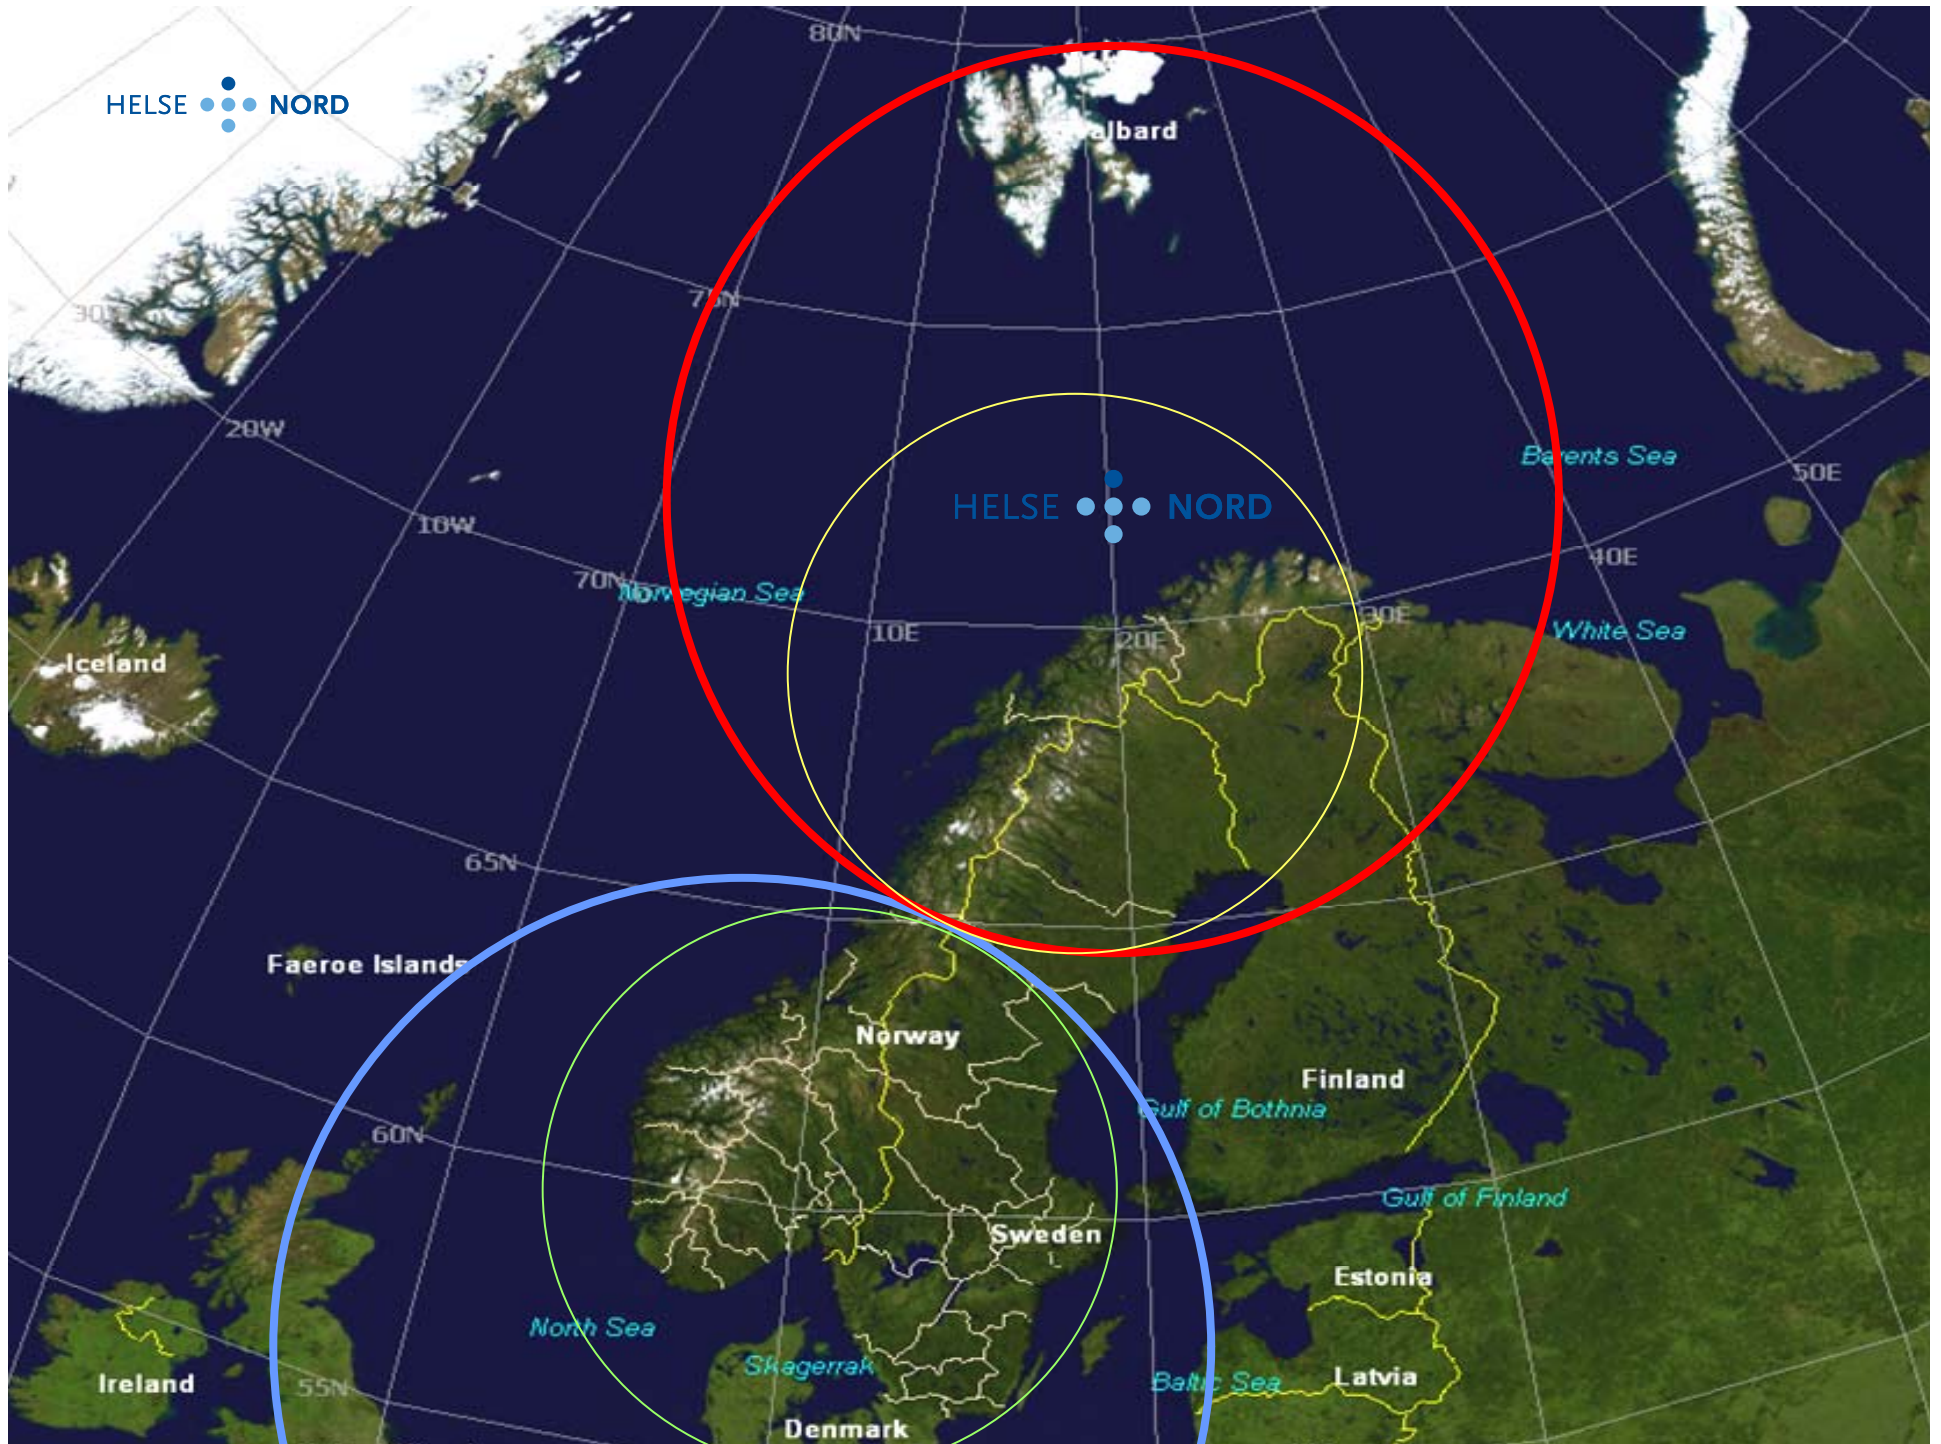 80N
HELSE NORD
valbard
75N
30
20W
Barents Sea
50E
HELSE NORD
10W
40E
70N
Norwegian Sea
30E
10E
White Sea
20E
Iceland
65N
Faeroe Islands
Norway
Finland
Gulf of Bothnia
60N
Gulf of Finland
Sweden
Estonia
North Sea
Skagerrak
Latvia
Baltic Sea
Ireland
55N
Denmark